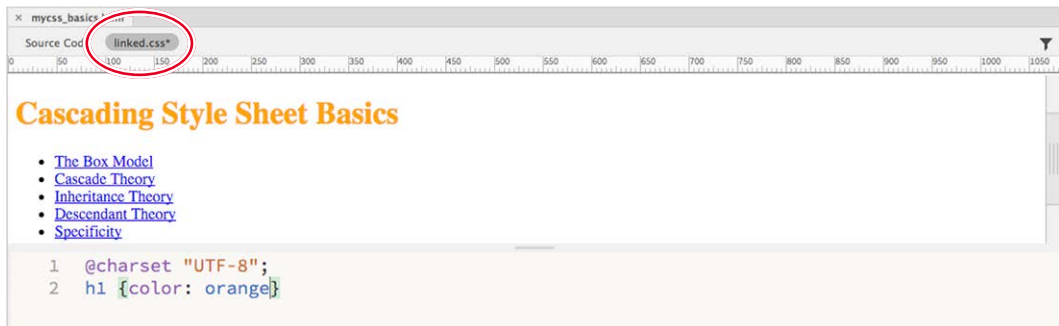 × mycss_basics.html
Source Code linked.css*
0 50 100 150 200 250 300 350 400 450 500 550 600 650 700 750 800 850 900 950 1000 1050
Cascading Style Sheet Basics
• The Box Model
• Cascade Theory
• Inheritance Theory
• Descendant Theory
• Specificity
1 @charset "UTF-8";
2 h1 {color: orange}